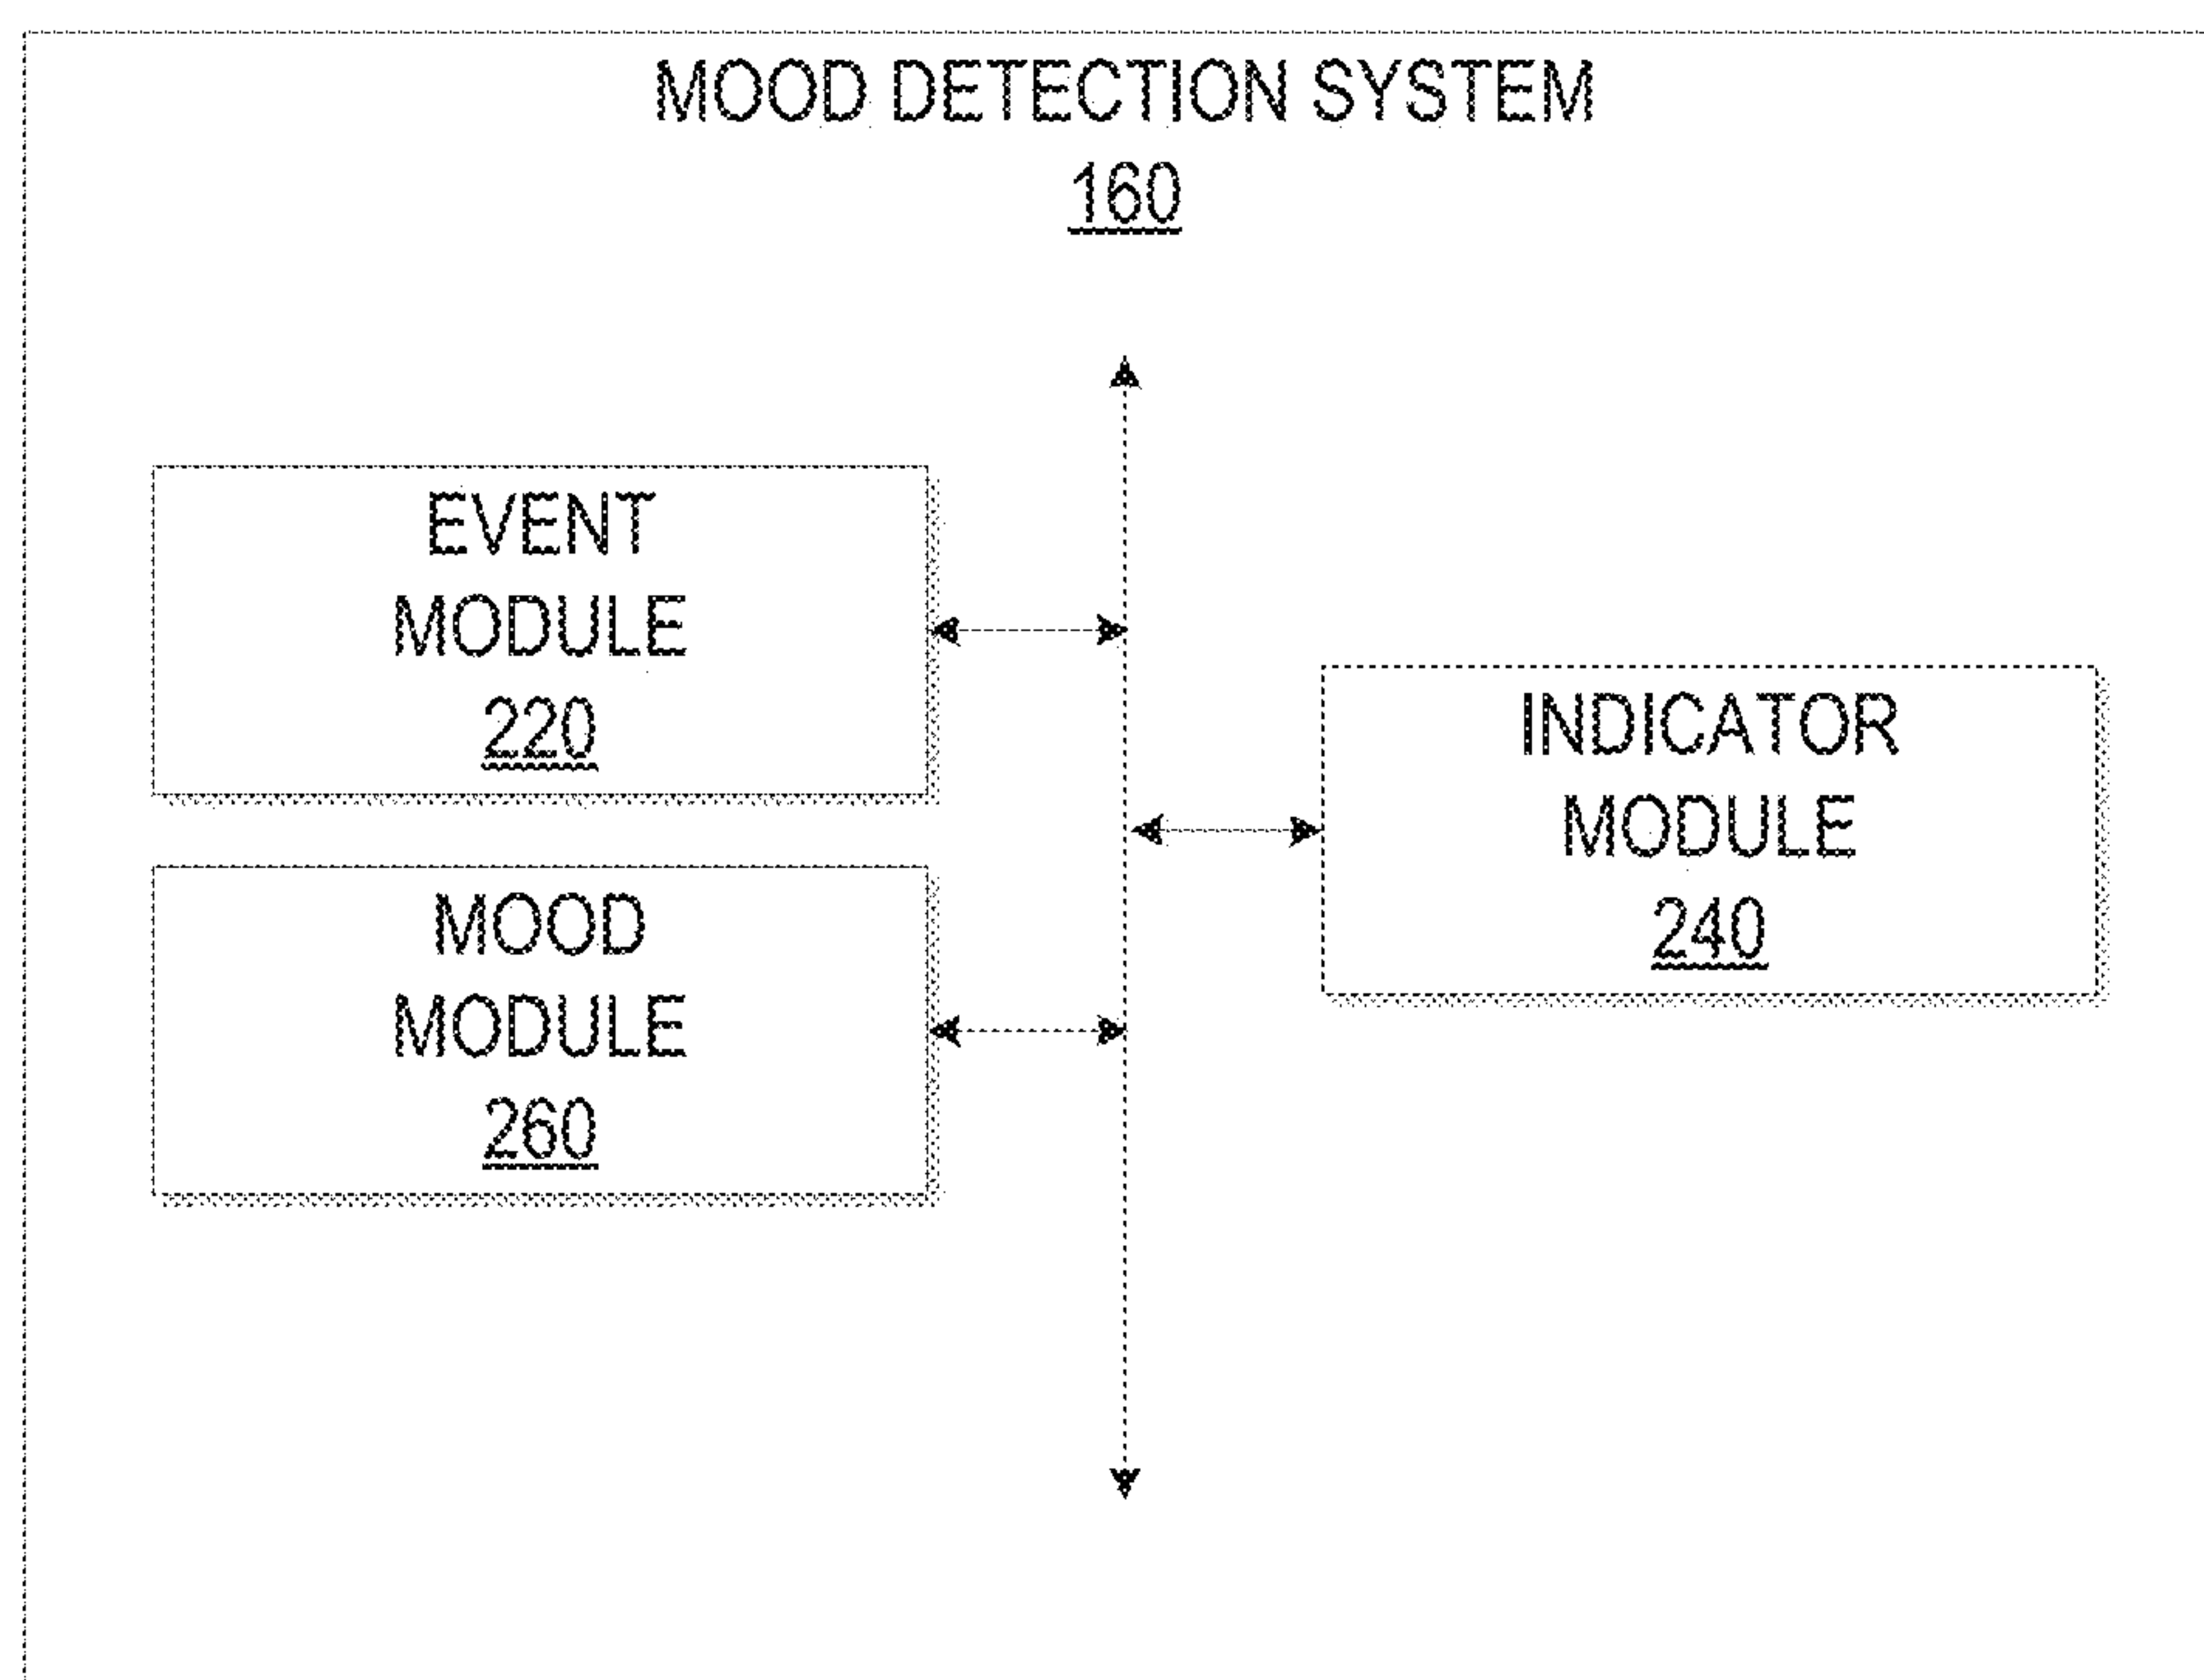 MOOD DETECTION SYSTEM
160
EVENT
MODULE
220
INDICATOR
MODULE
240
MOOD
MODULE
260